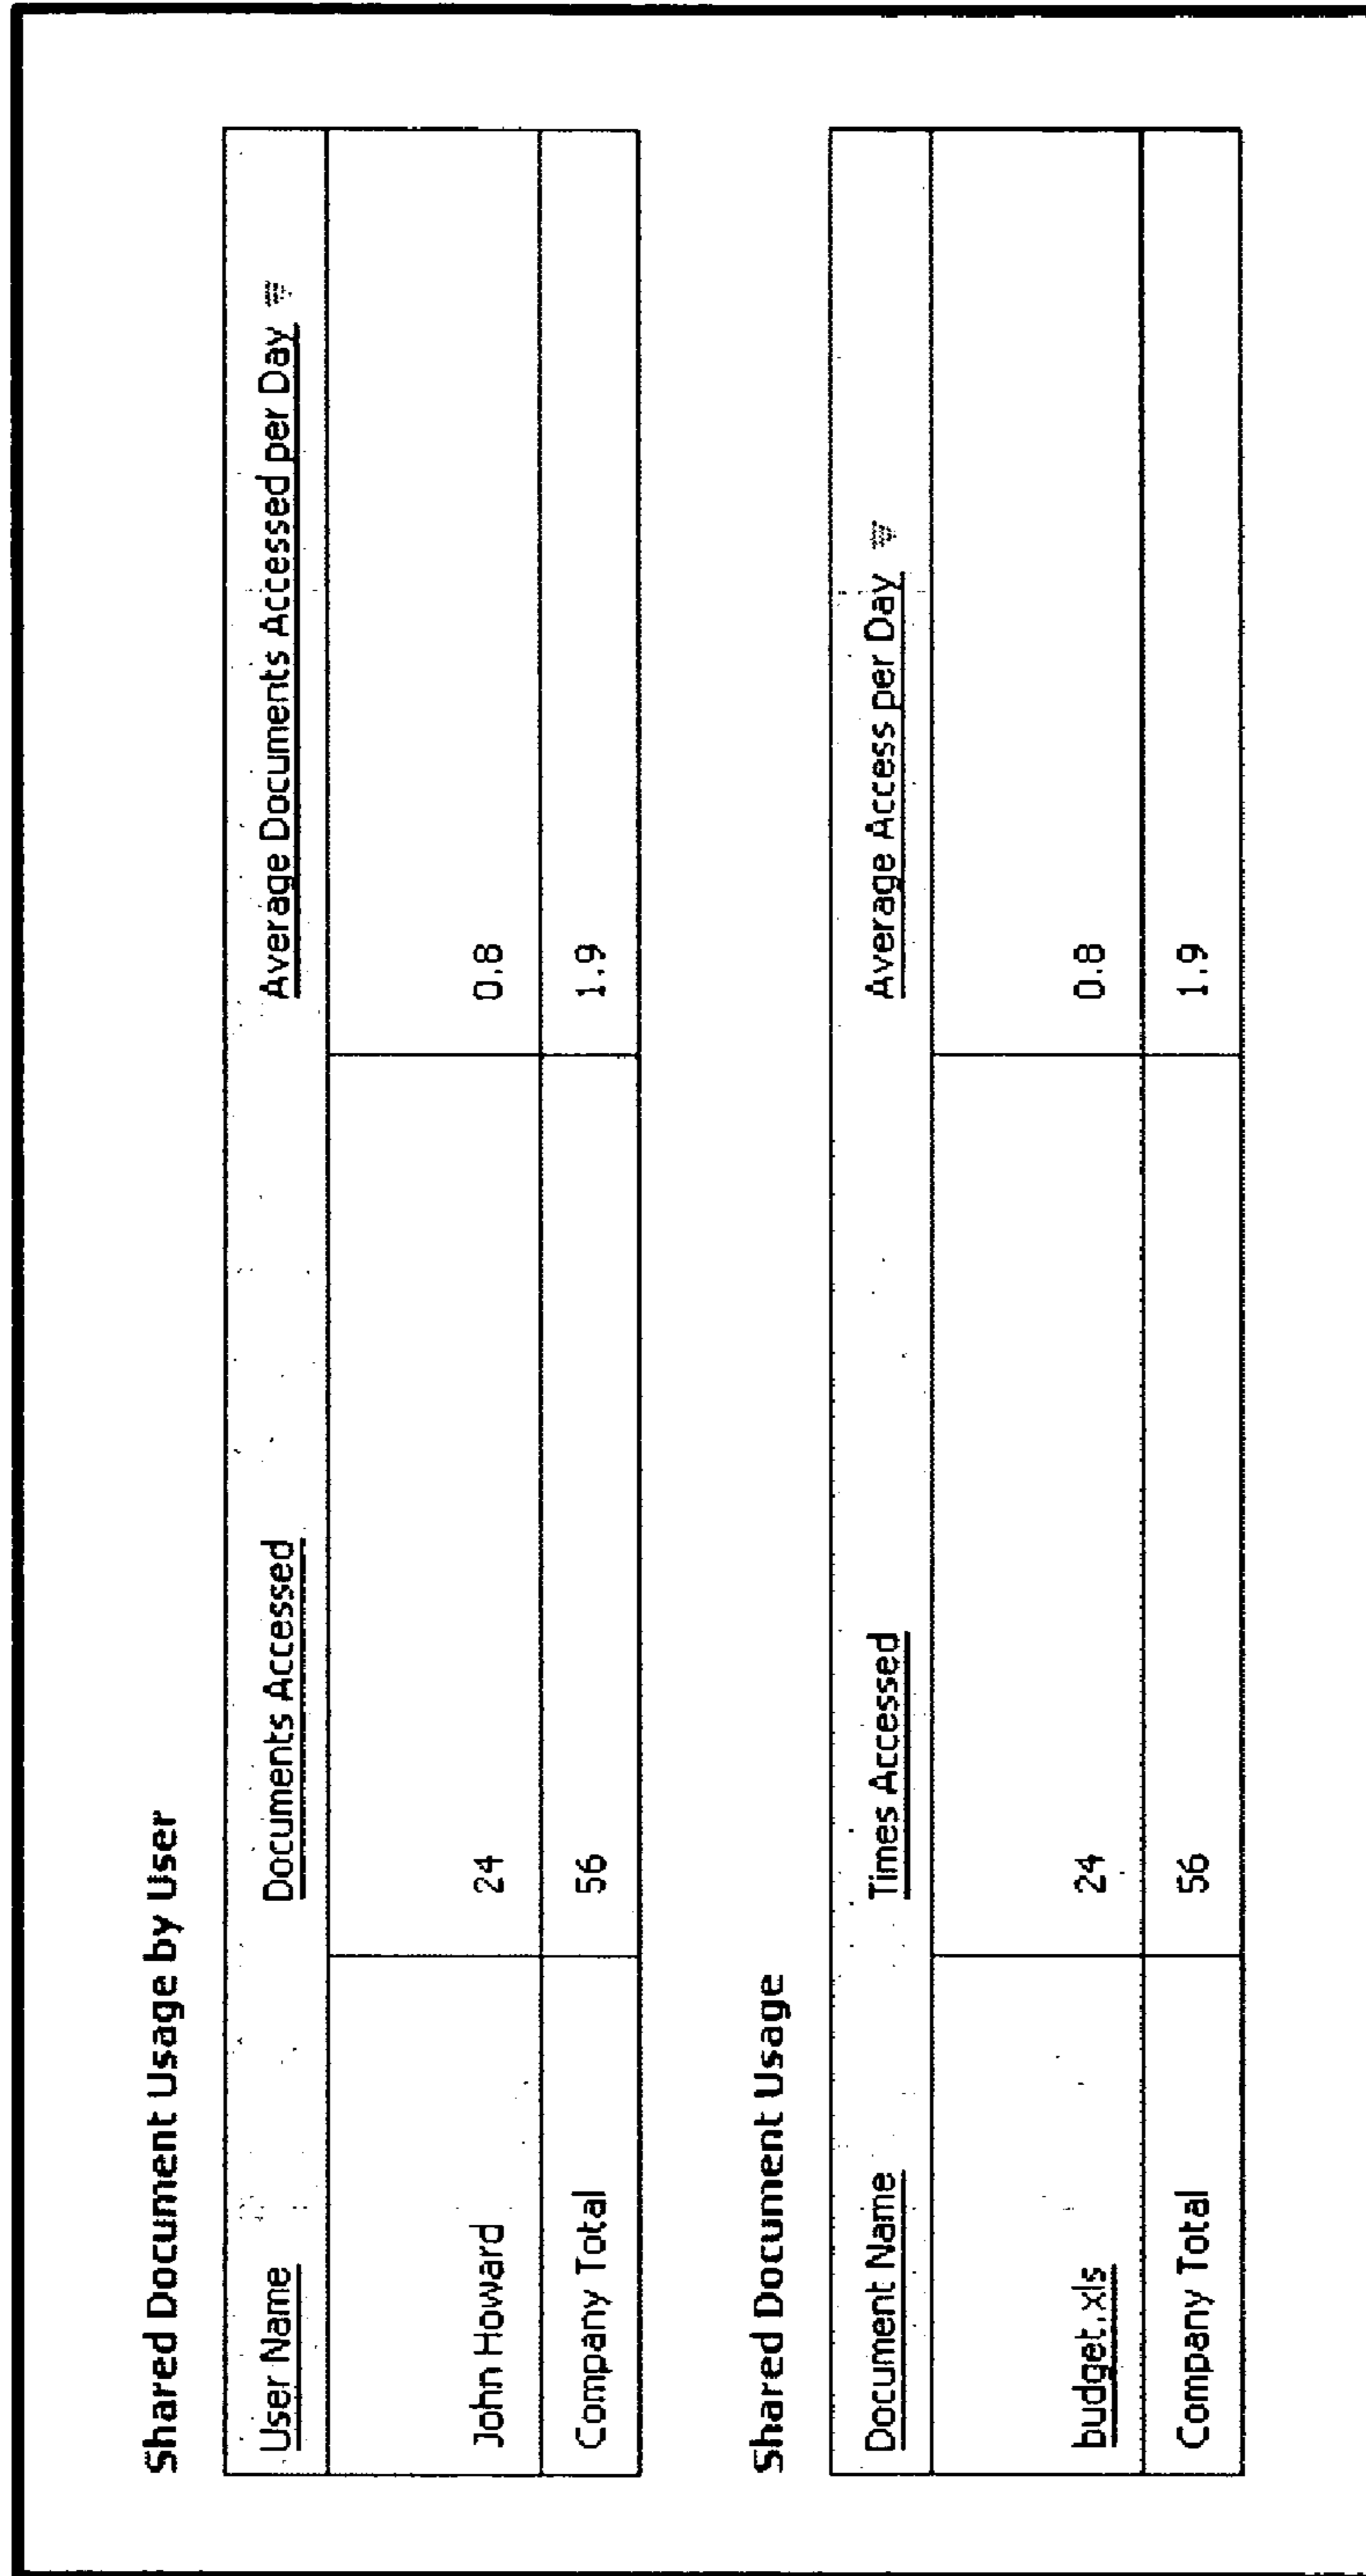 Shared Document Usage by User
User Name Documents Accessed Average Documents Accessed per Day
John Howard 24 0.8
Company Total 56 1.9
Shared Document Usage
Document Name Times Accessed Average Access per Day
budget.xls 24 0.8
Company Total 56 1.9